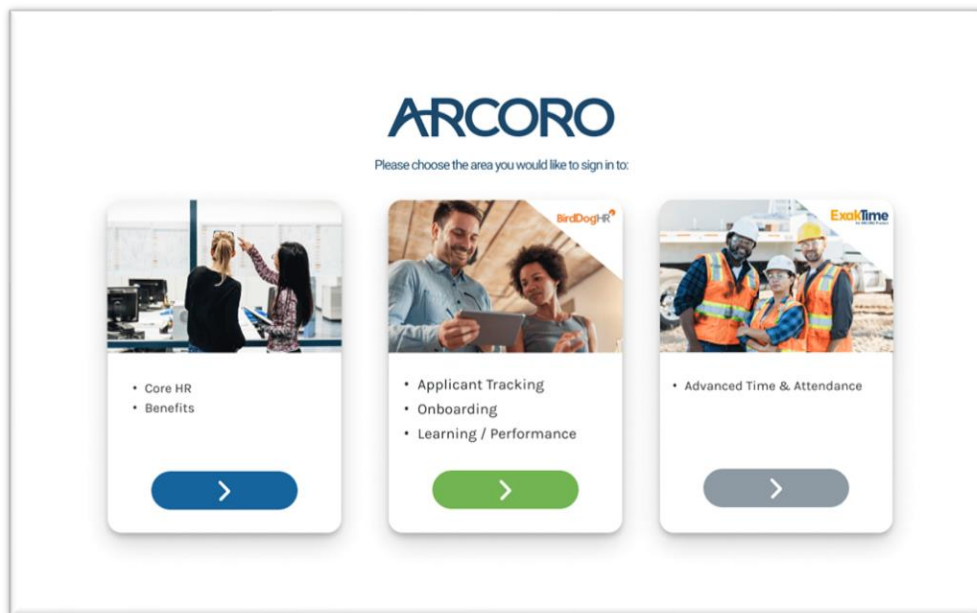 ARCORO
Please choose the area you would like to sign in to:
• Core HR
• Benefits
BirdDogHR
• Applicant Tracking
• Onboarding
• Learning / Performance
ExakTime
• Advanced Time & Attendance